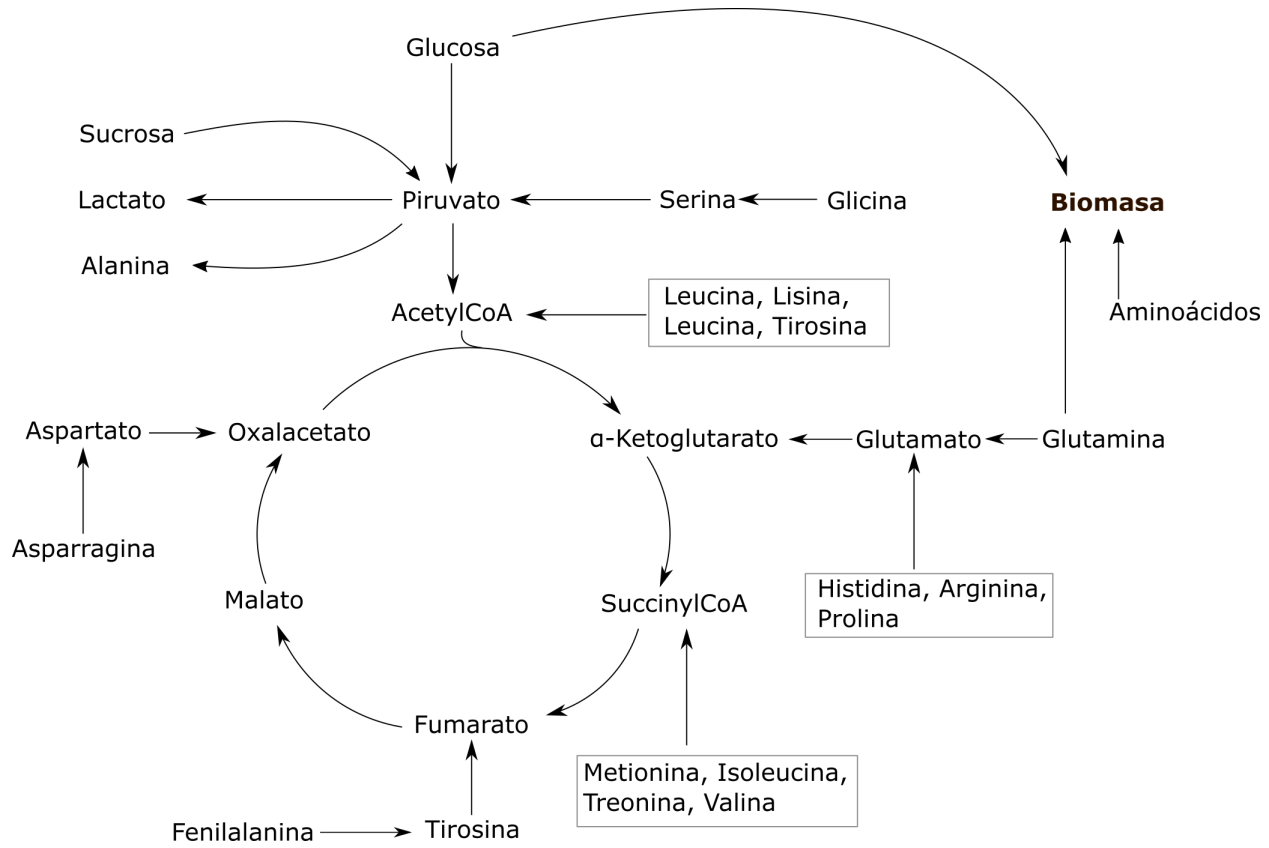 Glucosa
Sucrosa
Lactato
Piruvato
Serina
Glicina
Biomasa
Alanina
AcetylCoA
Leucina, Lisina,
Leucina, Tirosina
Aminoácidos
Aspartato
Oxalacetato
α-Ketoglutarato
Glutamato
Glutamina
Asparragina
Malato
SuccinylCoA
Histidina, Arginina,
Prolina
Fumarato
Metionina, Isoleucina,
Treonina, Valina
Fenilalanina
Tirosina